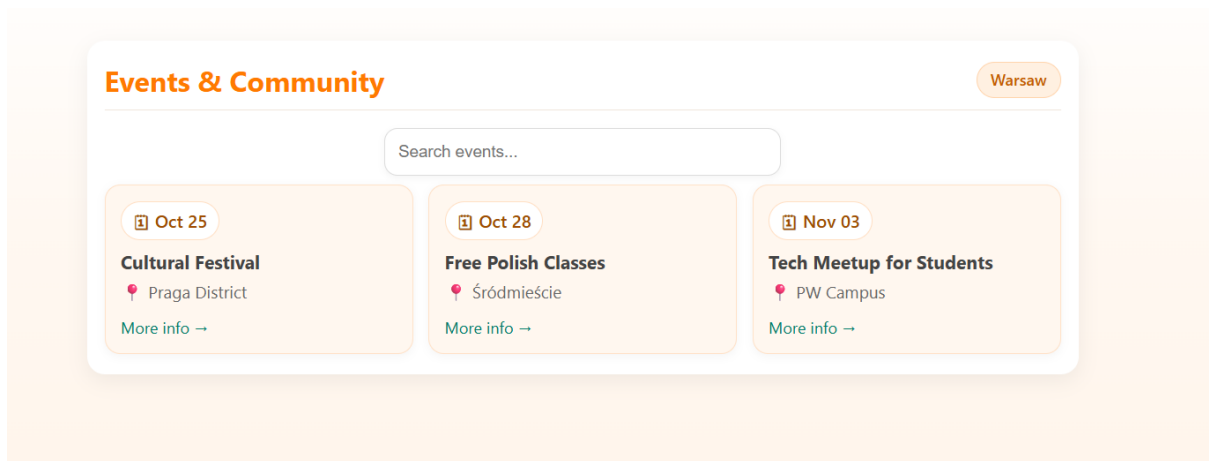 Events & Community
Warsaw
Search events...
Oct 25
Cultural Festival
Praga District
More info →
Oct 28
Free Polish Classes
Śródmieście
More info →
Nov 03
Tech Meetup for Students
PW Campus
More info →